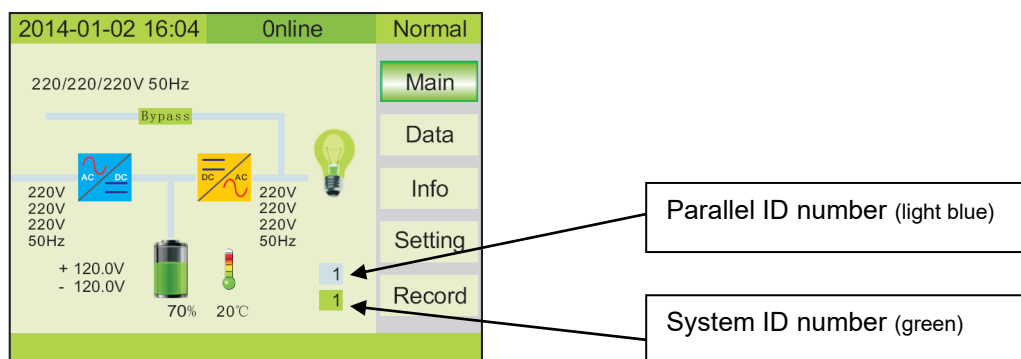 2014-01-02 16:04 0nline Normal
220/220/220V 50Hz
Main
Bypass
Data
AC DC
DC AC
Info
220V
220V
220V
50Hz
220V
220V
220V
50Hz
Setting
+ 120.0V
- 120.0V
70% 20℃
1
1
Record
Parallel ID number (light blue)
System ID number (green)